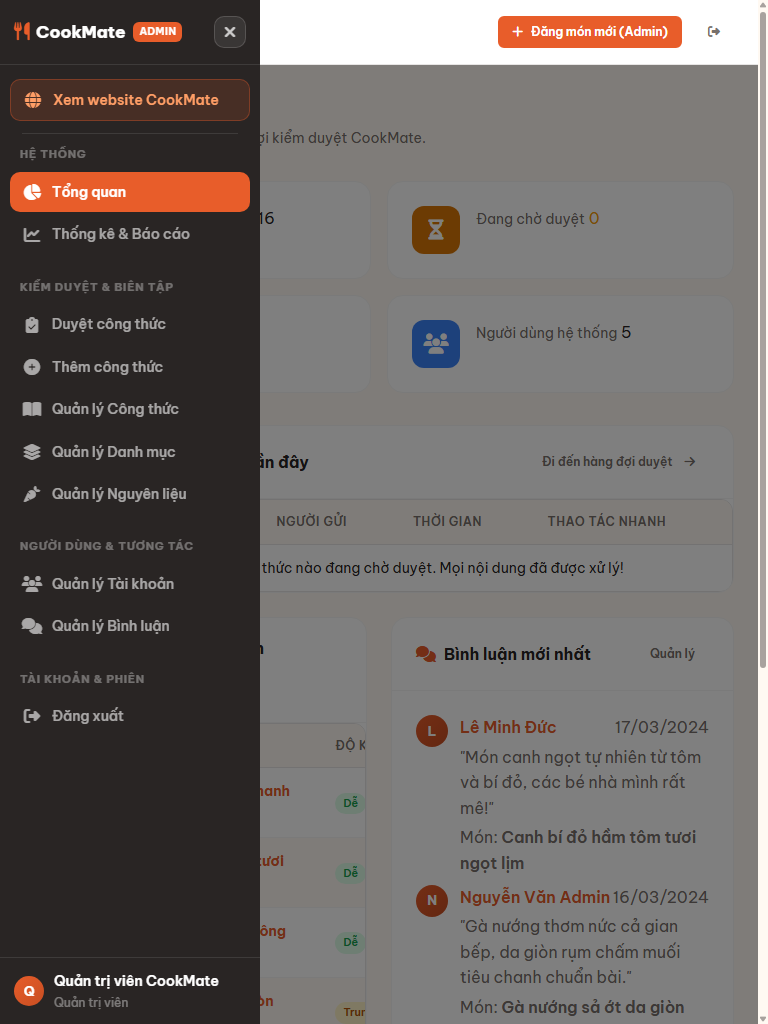 CookMate ADMIN
Xem website CookMate
HỆ THỐNG
Tổng quan
Thống kê & Báo cáo
KIỂM DUYỆT & BIÊN TẬP
Duyệt công thức
Thêm công thức
Quản lý Công thức
Quản lý Danh mục
Quản lý Nguyên liệu
NGƯỜI DÙNG & TƯƠNG TÁC
Quản lý Tài khoản
Quản lý Bình luận
TÀI KHOẢN & PHIÊN
Đăng xuất
Q
Quản trị viên CookMate
Quản trị viên
Đăng món mới (Admin)
kiểm duyệt CookMate.
16
Đang chờ duyệt 0
Người dùng hệ thống 5
đây
Đi đến hàng đợi duyệt
NGƯỜI GỬI THỜI GIAN THAO TÁC NHANH
thức nào đang chờ duyệt. Mọi nội dung đã được xử lý!
Dễ
Dễ
Dễ
Bình luận mới nhất
Quản lý
L
Lê Minh Đức 17/03/2024
"Món canh ngọt tự nhiên từ tôm
và bí đỏ, các bé nhà mình rất
mê!"
Món: Canh bí đỏ hầm tôm tươi
ngọt lịm
N
Nguyễn Văn Admin 16/03/2024
"Gà nướng thơm nức cả gian
bếp, da giòn rụm chấm muối
tiêu chanh chuẩn bài."
Món: Gà nướng sả ớt da giòn